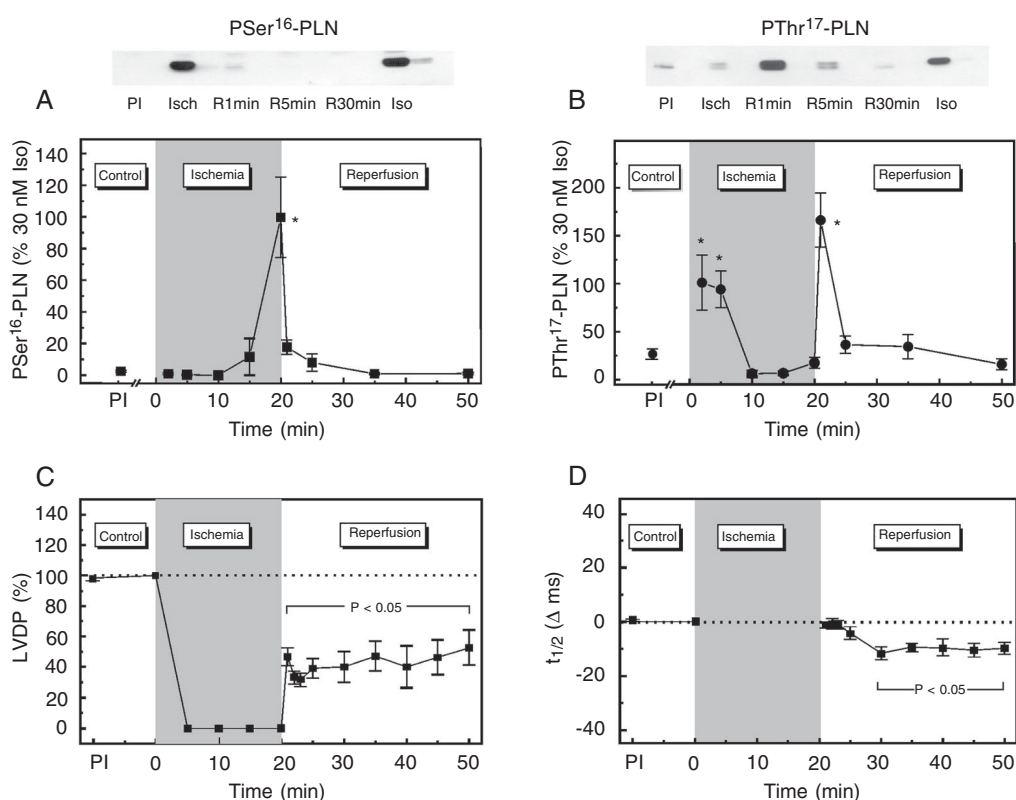 PSer¹⁶-PLN
PI Isch R1min R5min R30min Iso
A
PSer¹⁶-PLN (% 30 nM Iso)
140
120
100
80
60
40
20
0
Control
Ischemia
Reperfusion
*
PI 0 10 20 30 40 50
Time (min)
PThr¹⁷-PLN
PI Isch R1min R5min R30min Iso
B
PThr¹⁷-PLN (% 30 nM Iso)
200
150
100
50
0
Control
Ischemia
Reperfusion
*
*
*
PI 0 10 20 30 40 50
Time (min)
C
LVDP (%)
140
120
100
80
60
40
20
0
Control
Ischemia
Reperfusion
P < 0.05
PI 0 10 20 30 40 50
Time (min)
D
t1/2 (Δ ms)
40
20
0
-20
-40
Control
Ischemia
Reperfusion
P < 0.05
PI 0 10 20 30 40 50
Time (min)